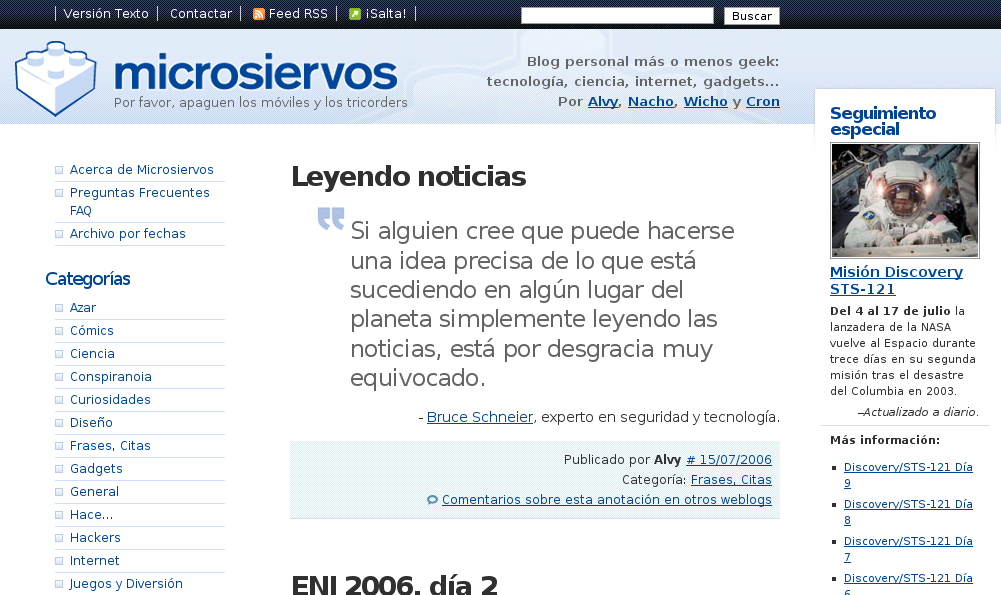 Versión Texto
Contactar
Feed RSS
¡Salta!
Buscar
microsiervos
Por favor, apaguen los móviles y los tricorders
Blog personal más o menos geek:
tecnología, ciencia, internet, gadgets...
Por Alvy, Nacho, Wicho y Cron
Acerca de Microsiervos
Preguntas Frecuentes
FAQ
Archivo por fechas
Categorías
Azar
Cómics
Ciencia
Conspiranoia
Curiosidades
Diseño
Frases, Citas
Gadgets
General
Hace...
Hackers
Internet
Juegos y Diversión
Leyendo noticias
Si alguien cree que puede hacerse
una idea precisa de lo que está
sucediendo en algún lugar del
planeta simplemente leyendo las
noticias, está por desgracia muy
equivocado.
- Bruce Schneier, experto en seguridad y tecnología.
Publicado por Alvy # 15/07/2006
Categoría: Frases, Citas
Comentarios sobre esta anotación en otros weblogs
ENI 2006, día 2
Seguimiento
especial
Misión Discovery
STS-121
Del 4 al 17 de julio la
lanzadera de la NASA
vuelve al Espacio durante
trece días en su segunda
misión tras el desastre
del Columbia en 2003.
–Actualizado a diario.
Más información:
Discovery/STS-121 Día
9
Discovery/STS-121 Día
8
Discovery/STS-121 Día
7
Discovery/STS-121 Día
6